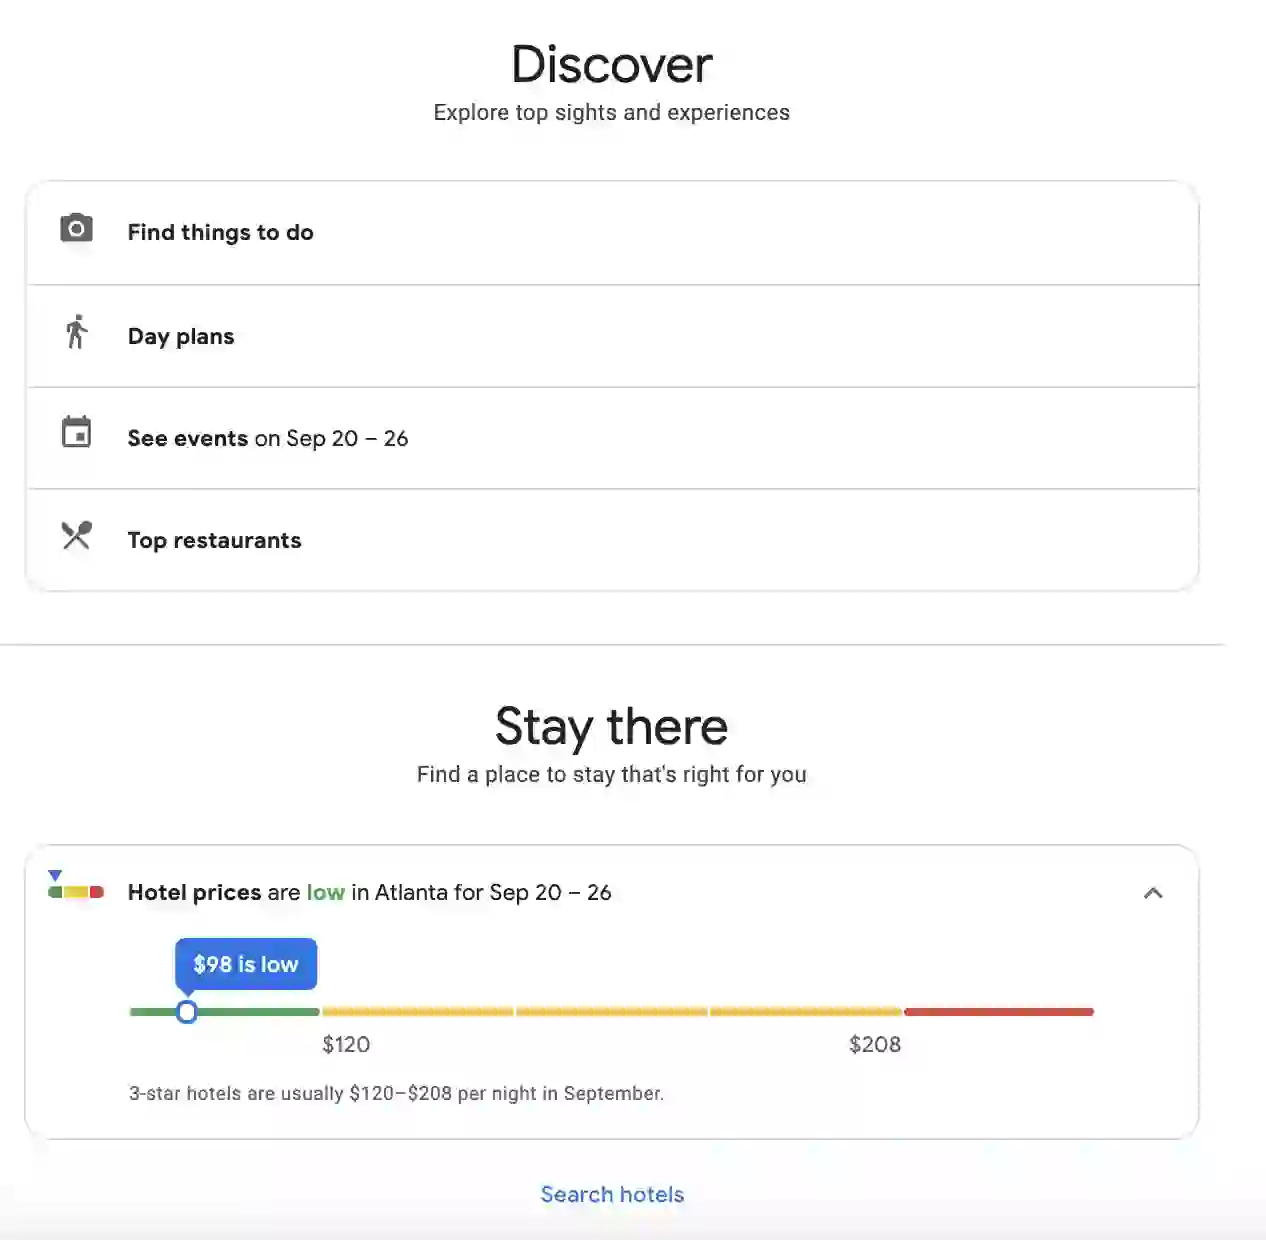 Discover
Explore top sights and experiences
Find things to do
Day plans
See events on Sep 20 – 26
Top restaurants
Stay there
Find a place to stay that's right for you
Hotel prices are low in Atlanta for Sep 20 – 26
$98 is low
$120
$208
3-star hotels are usually $120–$208 per night in September.
Search hotels